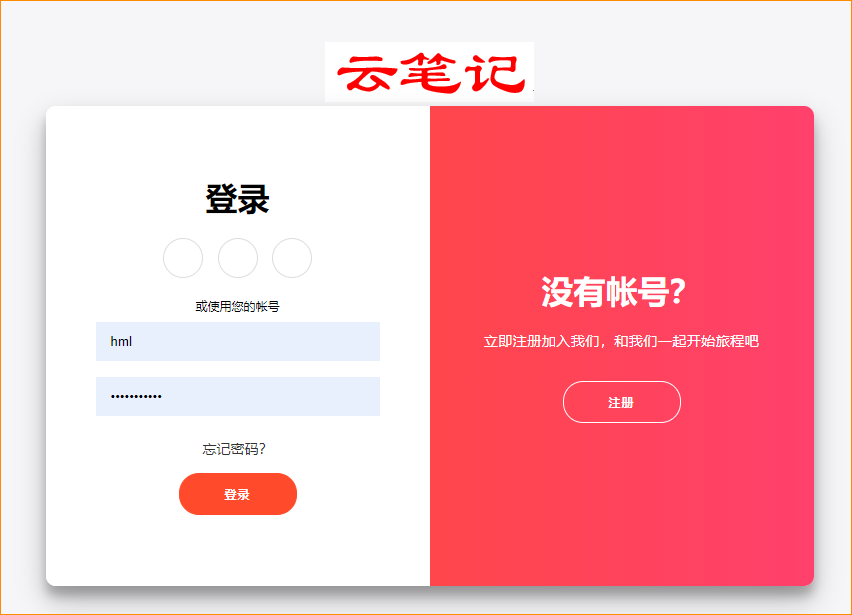 云笔记
登录
或使用您的帐号
hml
•••••••••••
忘记密码？
登录
没有帐号？
立即注册加入我们，和我们一起开始旅程吧
注册